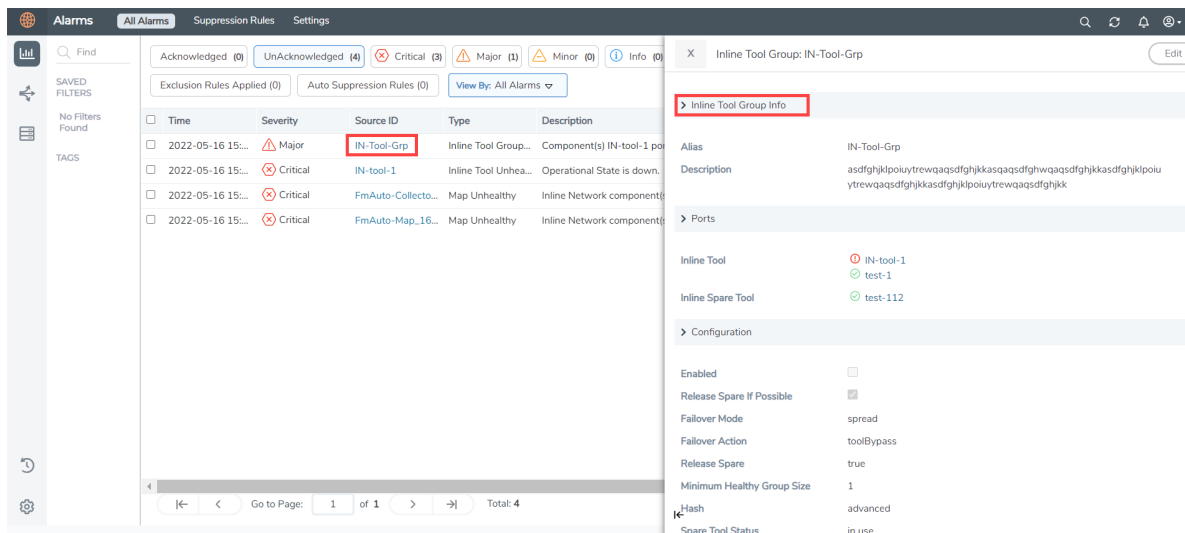 Alarms All Alarms Suppression Rules Settings
Find
SAVED
FILTERS
No Filters
Found
TAGS
Acknowledged (0) UnAcknowledged (4) Critical (3) Major (1) Minor (0) Info (0)
Exclusion Rules Applied (0) Auto Suppression Rules (0) View By: All Alarms
Time Severity Source ID Type Description
2022-05-16 15:... Major IN-Tool-Grp Inline Tool Group... Component(s) IN-tool-1 por
2022-05-16 15:... Critical IN-tool-1 Inline Tool Unhea... Operational State is down.
2022-05-16 15:... Critical FmAuto-Collecto... Map Unhealthy Inline Network component(s
2022-05-16 15:... Critical FmAuto-Map_16... Map Unhealthy Inline Network component(s
Go to Page: 1 of 1 Total: 4
X Inline Tool Group: IN-Tool-Grp Edit
Inline Tool Group Info
Alias IN-Tool-Grp
Description asdfghjklpoiuytrewqaqsdfghjkkasqaqsdfghwqaqsdfghjkkasdfghjklpoiu
ytrewqaqsdfghjkkasdfghjklpoiuytrewqaqsdfghjkk
Ports
Inline Tool IN-tool-1
test-1
Inline Spare Tool test-112
Configuration
Enabled
Release Spare If Possible
Failover Mode spread
Failover Action toolBypass
Release Spare true
Minimum Healthy Group Size 1
Hash advanced
Spare Tool Status in use